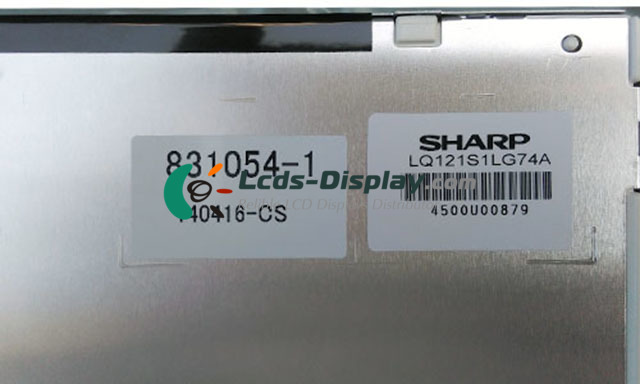 831054-1
140416-CS
SHARP
LQ121S1LG74A
4500U00879
Lcds-Display.com